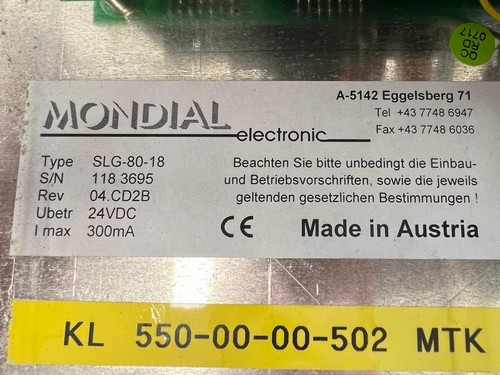 QC
RD
0717
MONDIAL
electronic
A-5142 Eggelsberg 71
Tel +43 7748 6947
Fax +43 7748 6036
Type SLG-80-18
S/N 118 3695
Rev 04.CD2B
Ubetr 24VDC
I max 300mA
Beachten Sie bitte unbedingt die Einbau-
und Betriebsvorschriften, sowie die jeweils
geltenden gesetzlichen Bestimmungen !
CE Made in Austria
KL 550-00-00-502 MTK